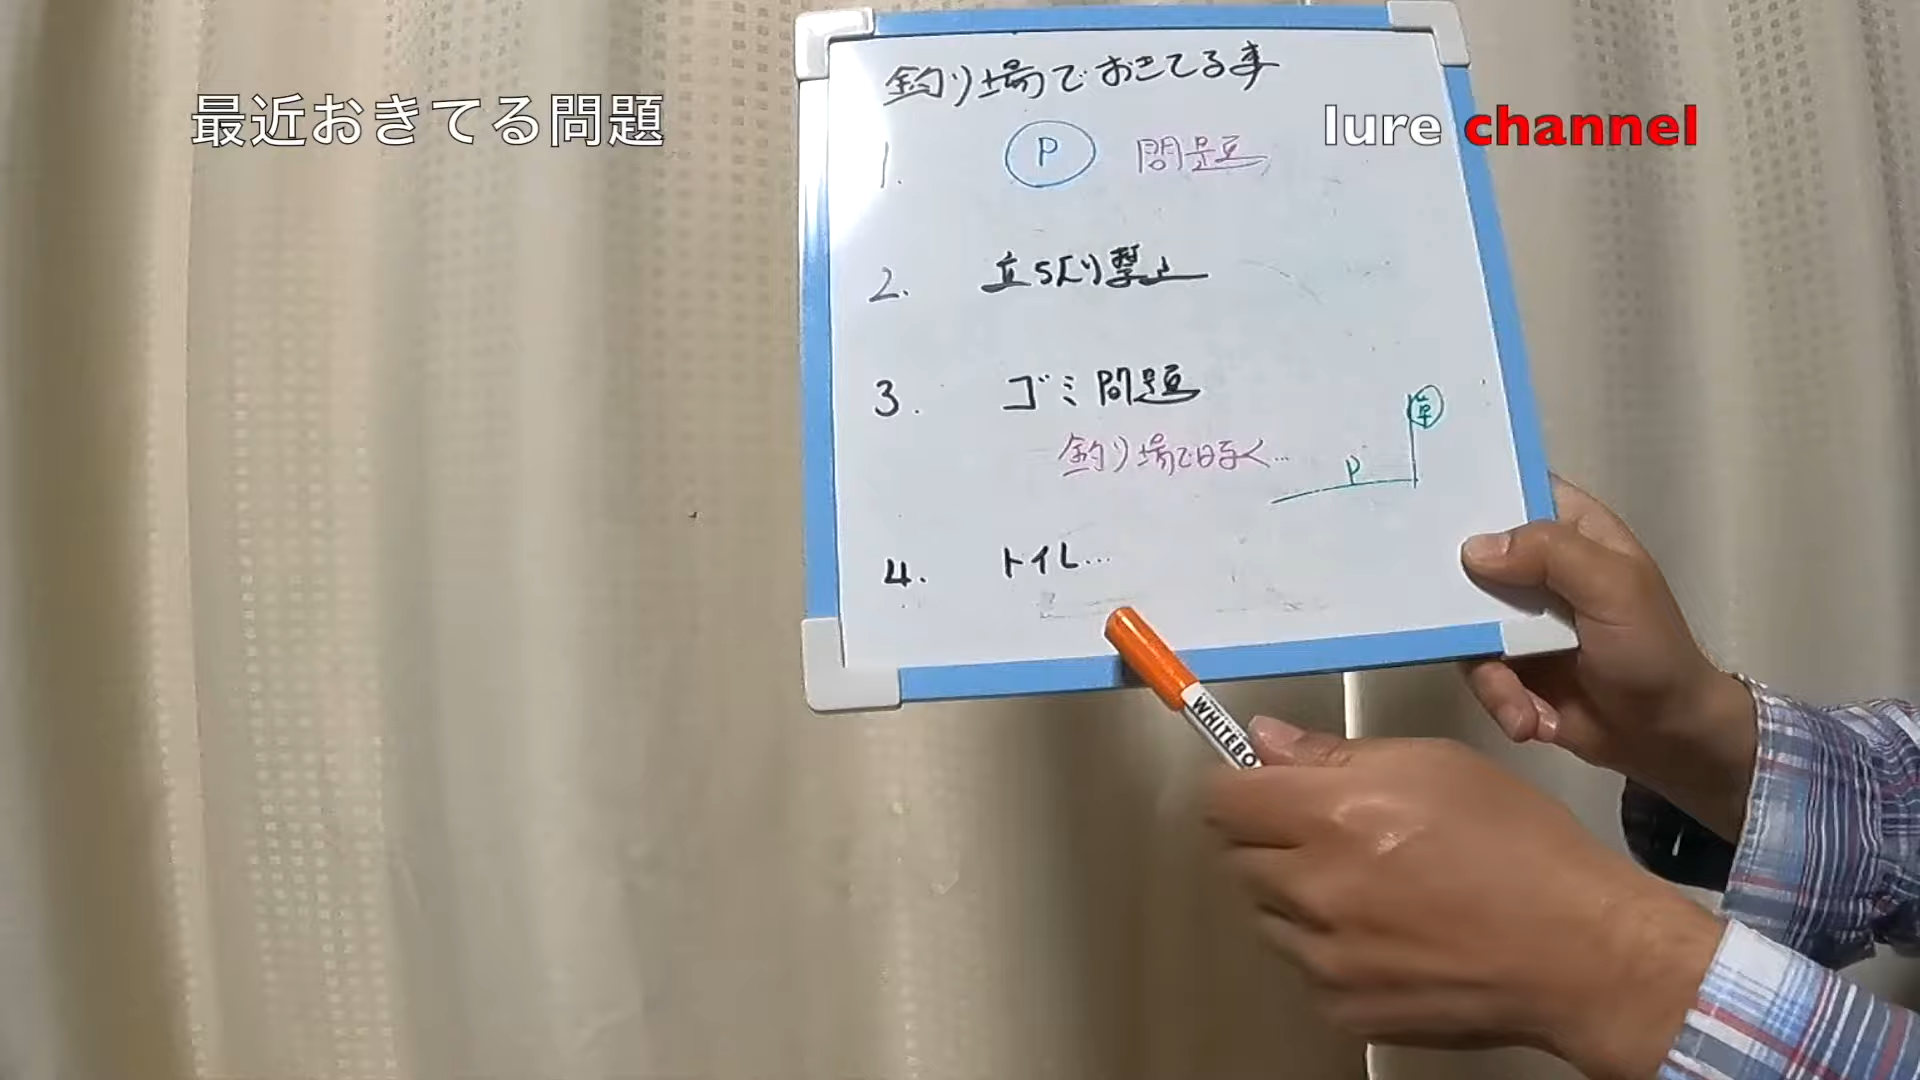 最近おきてる問題
lure channel
釣り場でおきてる事
1. P 問題
2. 立ち入り禁止
3. ゴミ問題
釣り場で日每く...
車
P
4. トイレ...
WHITEBO